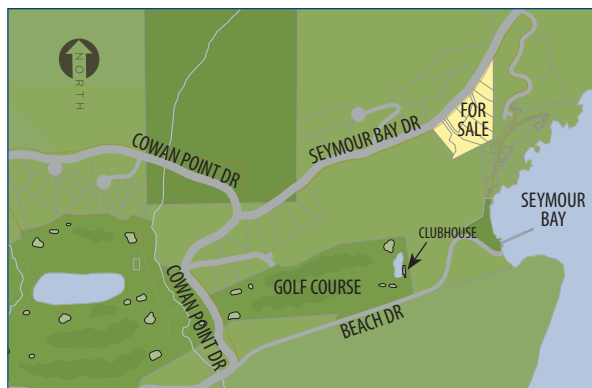 NORTH
FOR
SALE
SEYMOUR BAY DR
COWAN POINT DR
SEYMOUR
BAY
CLUBHOUSE
COWAN POINT DR
GOLF COURSE
BEACH DR